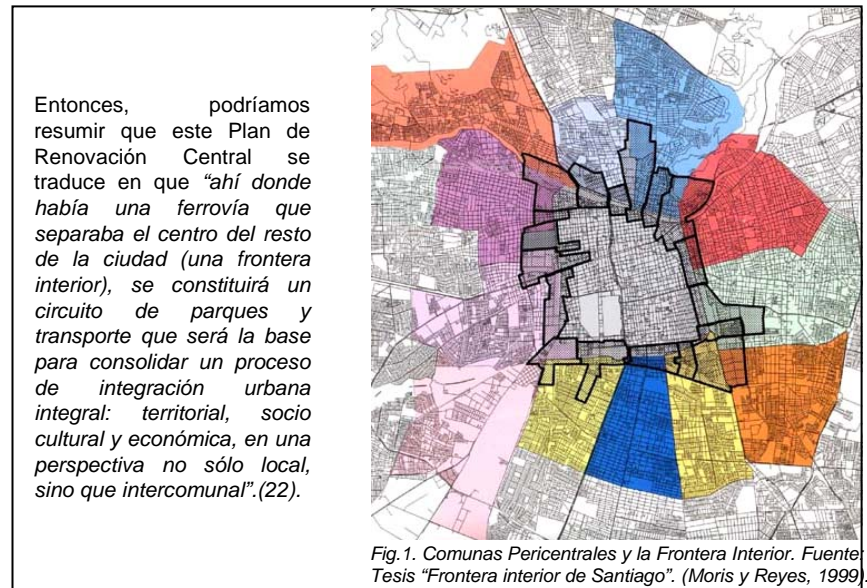 Entonces, podríamos
resumir que este Plan de
Renovación Central se
traduce en que “ahí donde
había una ferrovía que
separaba el centro del resto
de la ciudad (una frontera
interior), se constituirá un
circuito de parques y
transporte que será la base
para consolidar un proceso
de integración urbana
integral: territorial, socio
cultural y económica, en una
perspectiva no sólo local,
sino que intercomunal”.(22).
Fig.1. Comunas Pericentrales y la Frontera Interior. Fuente
Tesis “Frontera interior de Santiago”. (Moris y Reyes, 1999)